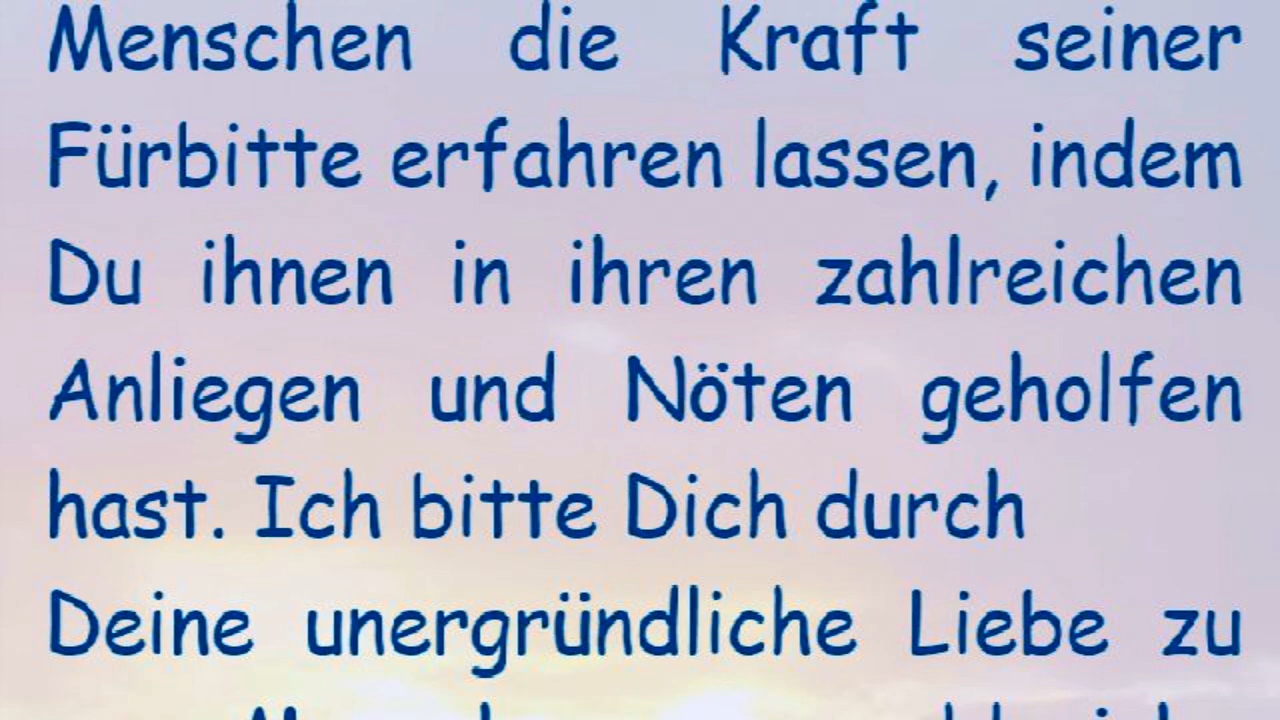 Menschen die Kraft seiner
Fürbitte erfahren lassen, indem
Du ihnen in ihren zahlreichen
Anliegen und Nöten geholfen
hast. Ich bitte Dich durch
Deine unergründliche Liebe zu